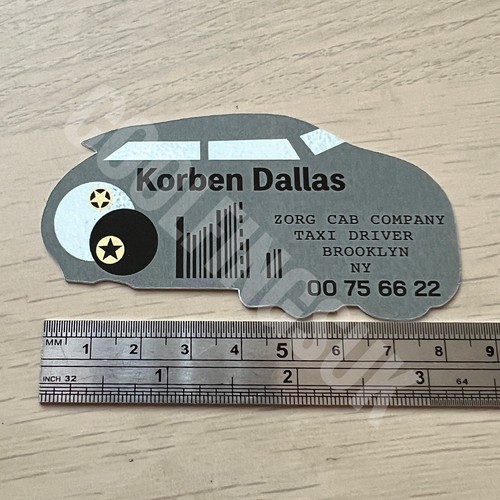 Korben Dallas
ZORG CAB COMPANY
TAXI DRIVER
BROOKLYN
NY
00 75 66 22
MM 1 2 3 4 5 6 7 8 9
INCH 32 1 2 3 64
COOLTHINGSUK